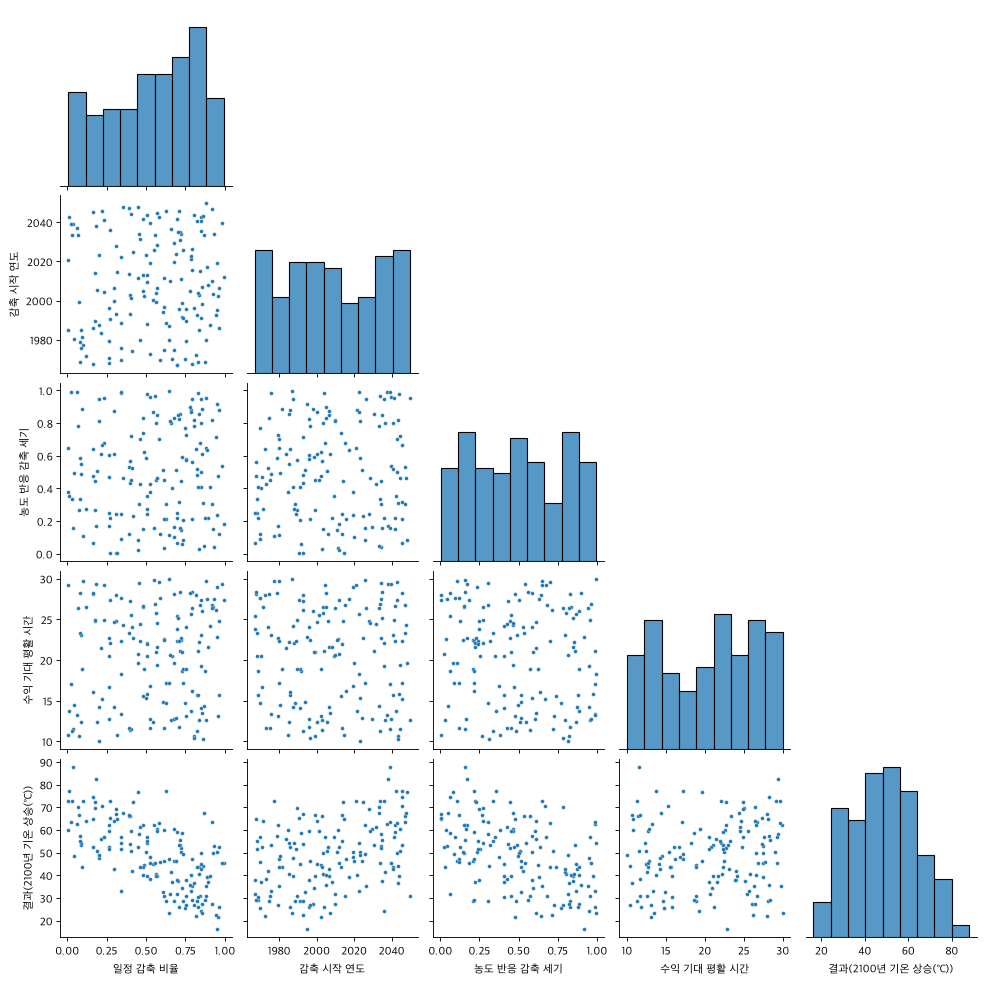 감축 시작 연도
2040
2020
2000
1980
농도 반응 감축 세기
1.0
0.8
0.6
0.4
0.2
0.0
수익 기대 평활 시간
30
25
20
15
10
결과(2100년 기온 상승(℃))
90
80
70
60
50
40
30
20
0.00 0.25 0.50 0.75 1.00
일정 감축 비율
1980 2000 2020 2040
감축 시작 연도
0.00 0.25 0.50 0.75 1.00
농도 반응 감축 세기
10 15 20 25 30
수익 기대 평활 시간
20 40 60 80
결과(2100년 기온 상승(℃))